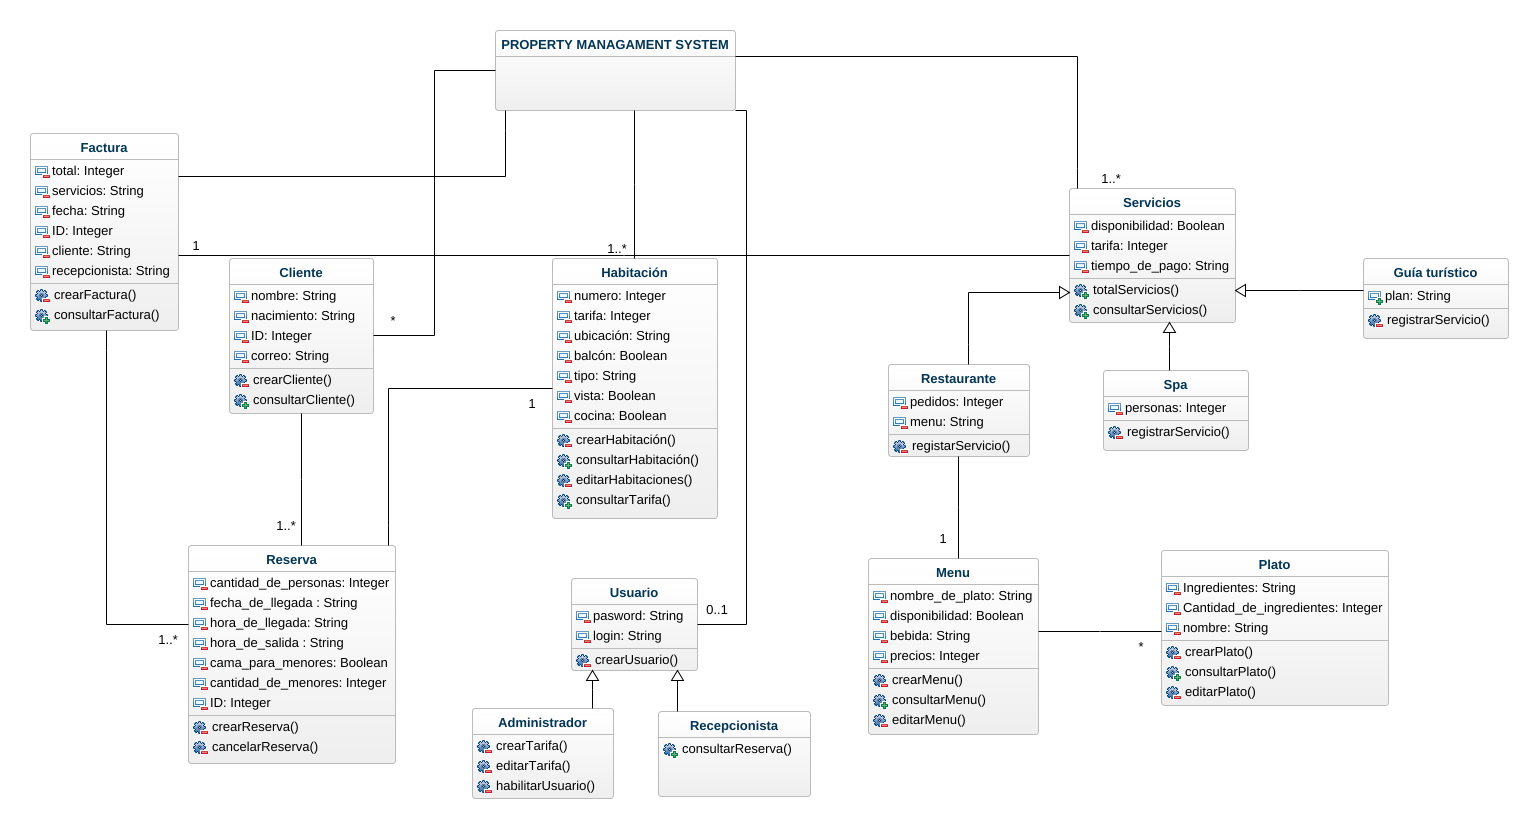 PROPERTY MANAGAMENT SYSTEM
Factura
total: Integer
servicios: String
fecha: String
ID: Integer
cliente: String
recepcionista: String
crearFactura()
consultarFactura()
1
Cliente
nombre: String
nacimiento: String
ID: Integer
correo: String
crearCliente()
consultarCliente()
*
1..*
Habitación
numero: Integer
tarifa: Integer
ubicación: String
balcón: Boolean
tipo: String
vista: Boolean
cocina: Boolean
crearHabitación()
consultarHabitación()
editarHabitaciones()
consultarTarifa()
1
1..*
Servicios
disponibilidad: Boolean
tarifa: Integer
tiempo_de_pago: String
totalServicios()
consultarServicios()
Guía turístico
plan: String
registrarServicio()
Restaurante
pedidos: Integer
menu: String
registarServicio()
Spa
personas: Integer
registrarServicio()
1..*
1..*
Reserva
cantidad_de_personas: Integer
fecha_de_llegada : String
hora_de_llegada: String
hora_de_salida : String
cama_para_menores: Boolean
cantidad_de_menores: Integer
ID: Integer
crearReserva()
cancelarReserva()
Usuario
pasword: String
login: String
crearUsuario()
0..1
Administrador
crearTarifa()
editarTarifa()
habilitarUsuario()
Recepcionista
consultarReserva()
1
Menu
nombre_de_plato: String
disponibilidad: Boolean
bebida: String
precios: Integer
crearMenu()
consultarMenu()
editarMenu()
*
Plato
Ingredientes: String
Cantidad_de_ingredientes: Integer
nombre: String
crearPlato()
consultarPlato()
editarPlato()